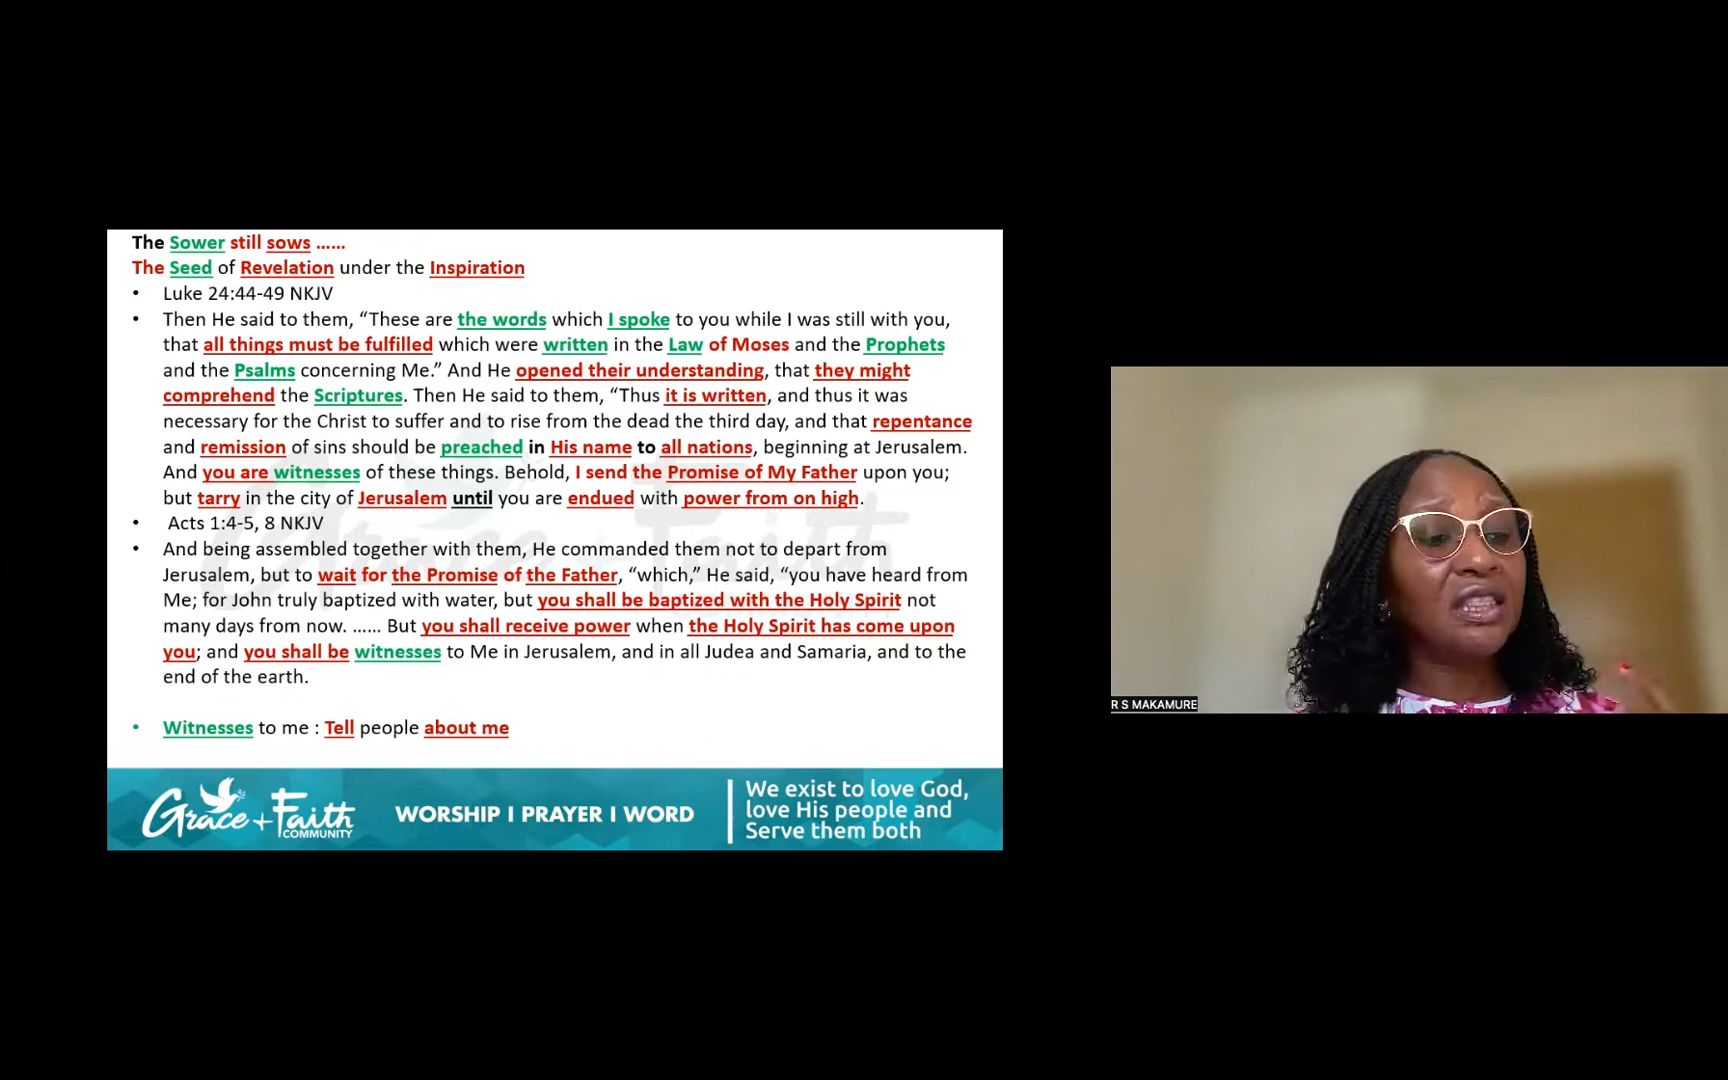 The Sower still sows ......
The Seed of Revelation under the Inspiration
• Luke 24:44-49 NKJV
• Then He said to them, “These are the words which I spoke to you while I was still with you,
that all things must be fulfilled which were written in the Law of Moses and the Prophets
and the Psalms concerning Me.” And He opened their understanding, that they might
comprehend the Scriptures. Then He said to them, “Thus it is written, and thus it was
necessary for the Christ to suffer and to rise from the dead the third day, and that repentance
and remission of sins should be preached in His name to all nations, beginning at Jerusalem.
And you are witnesses of these things. Behold, I send the Promise of My Father upon you;
but tarry in the city of Jerusalem until you are endued with power from on high.
• Acts 1:4-5, 8 NKJV
• And being assembled together with them, He commanded them not to depart from
Jerusalem, but to wait for the Promise of the Father, “which,” He said, “you have heard from
Me; for John truly baptized with water, but you shall be baptized with the Holy Spirit not
many days from now. ...... But you shall receive power when the Holy Spirit has come upon
you; and you shall be witnesses to Me in Jerusalem, and in all Judea and Samaria, and to the
end of the earth.
• Witnesses to me : Tell people about me
Grace + Faith
COMMUNITY
WORSHIP I PRAYER I WORD
We exist to love God,
love His people and
Serve them both
R S MAKAMURE